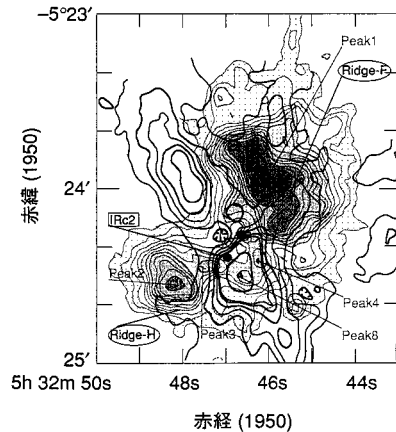 −5°23'
Peak1
Ridge-F
24'
赤緯 (1950)
IRc2
Peak2
Peak4
Ridge-H
Peak3
Peak8
25'
5h 32m 50s
48s
46s
44s
赤経 (1950)